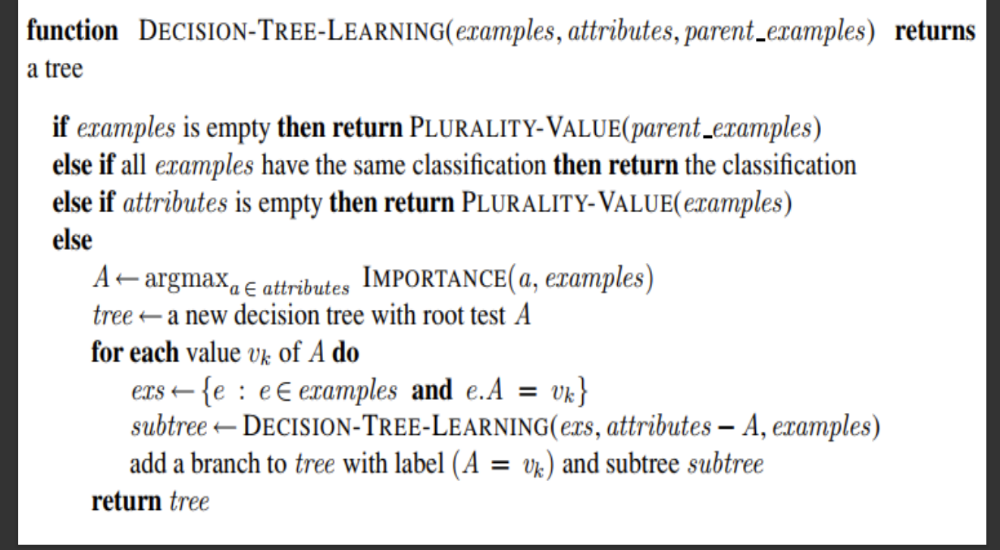 function DECISION-TREE-LEARNING(examples, attributes, parent_examples) returns
a tree
if examples is empty then return PLURALITY-VALUE(parent_examples)
else if all examples have the same classification then return the classification
else if attributes is empty then return PLURALITY-VALUE(examples)
else
A ← argmax_{a ∈ attributes} IMPORTANCE(a, examples)
tree ← a new decision tree with root test A
for each value v_k of A do
exs ← {e : e ∈ examples and e.A = v_k}
subtree ← DECISION-TREE-LEARNING(exs, attributes − A, examples)
add a branch to tree with label (A = v_k) and subtree subtree
return tree